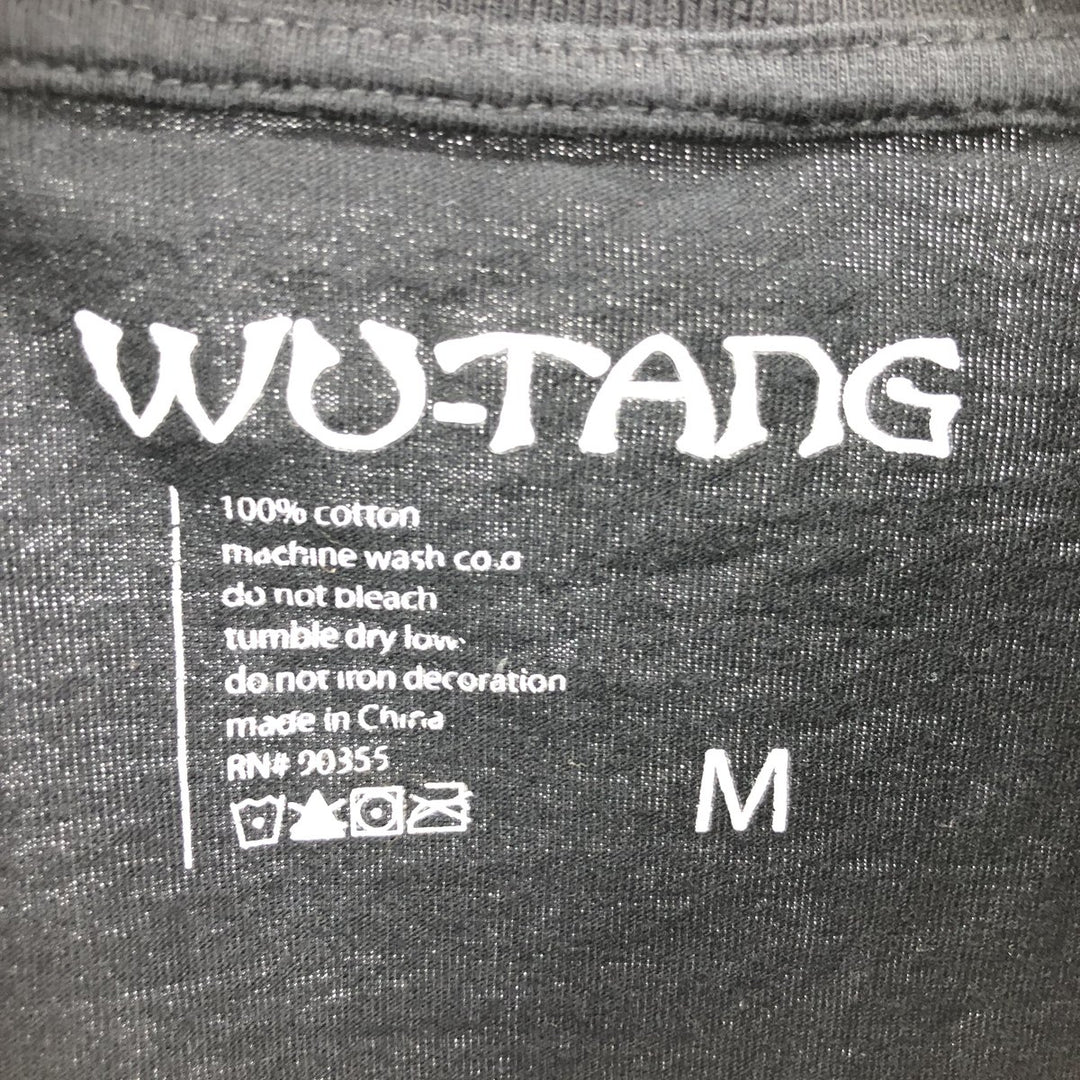 WU-TANG
100% cotton
machine wash cold
do not bleach
tumble dry low
do not iron decoration
made in China
RN# 90355
M